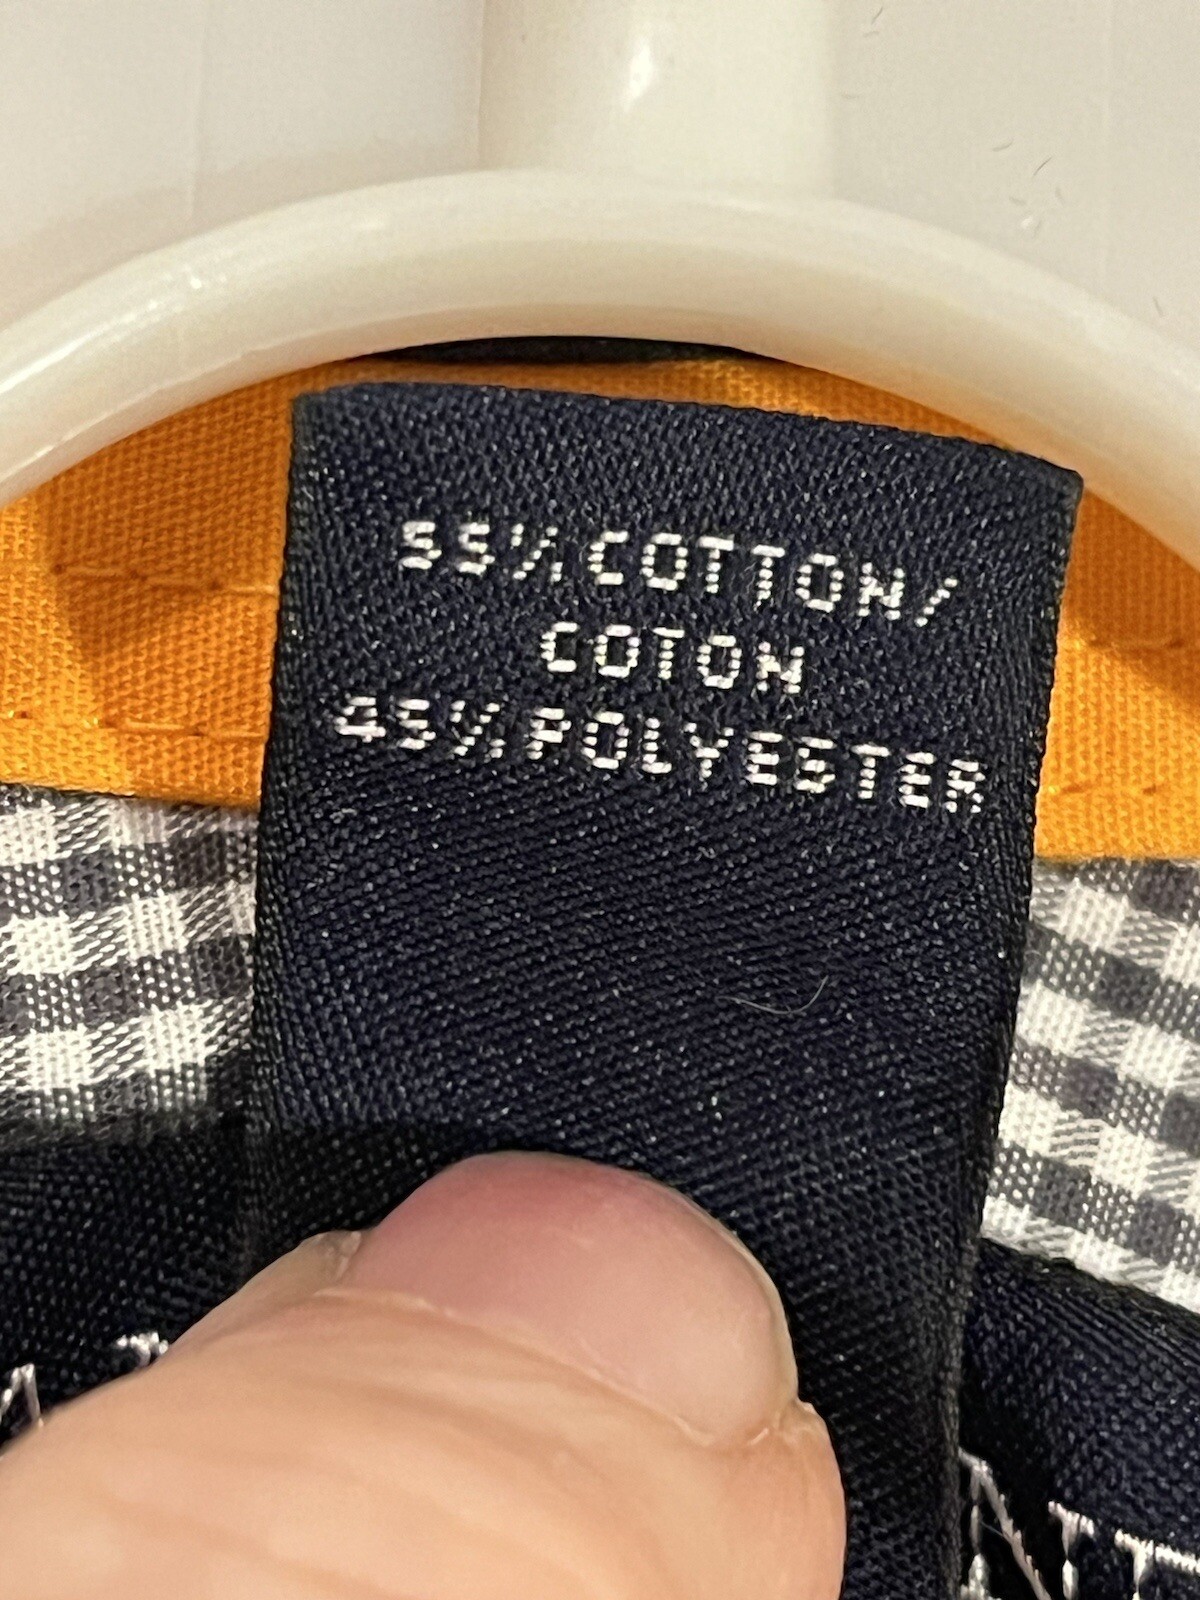 55% COTTON/
COTON
45% POLYESTER